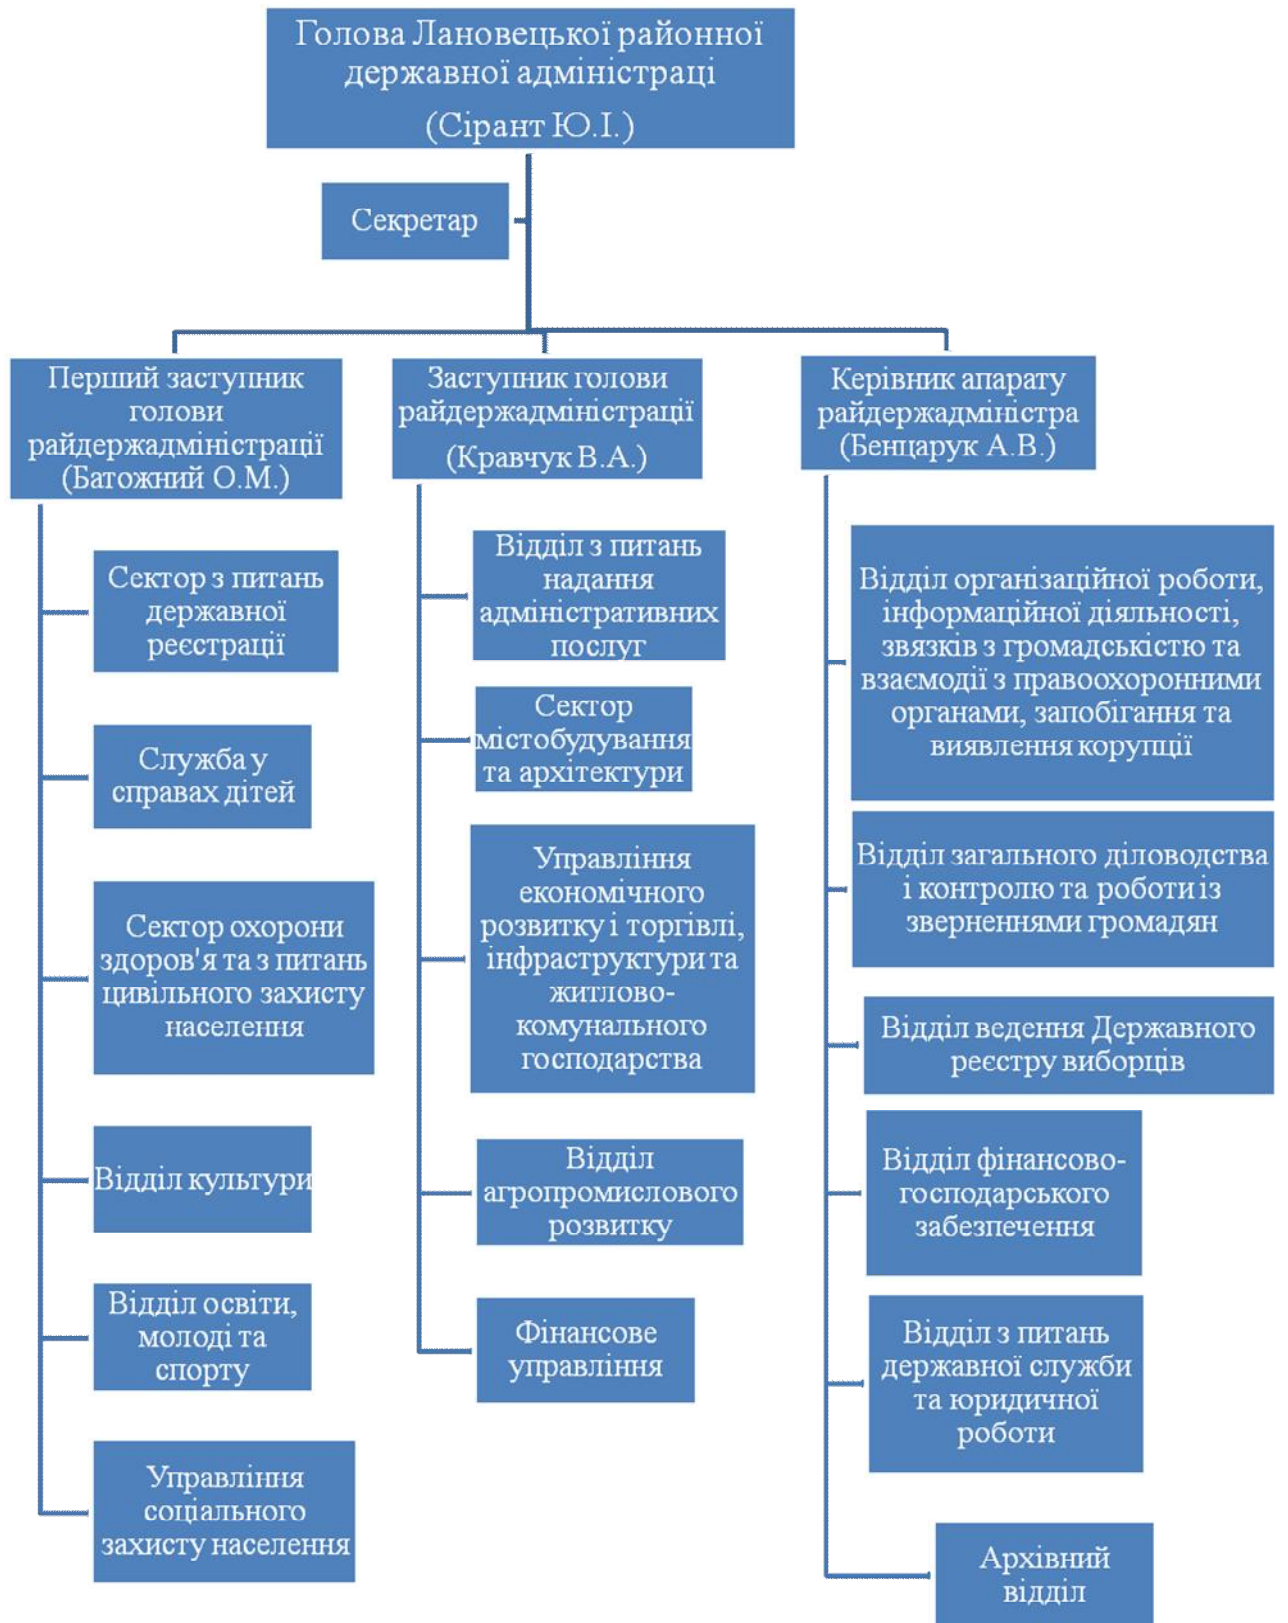 Голова Лановецької районної
державної адміністраці
(Сірант Ю.І.)
Секретар
Перший заступник
голови
райдержадміністрації
(Батожний О.М.)
Сектор з питань
державної
реєстрації
Служба у
справах дітей
Сектор охорони
здоров'я та з питань
цивільного захисту
населення
Відділ культури
Відділ освіти,
молоді та
спорту
Управління
соціального
захисту населення
Заступник голови
райдержадміністрації
(Кравчук В.А.)
Відділ з питань
надання
адміністративних
послуг
Сектор
містобудування
та архітектури
Управління
економічного
розвитку і торгівлі,
інфраструктури та
житлово-
комунального
господарства
Відділ
агропромислового
розвитку
Фінансове
управління
Керівник апарату
райдержадміністра
(Бенцарук А.В.)
Відділ організаційної роботи,
інформаційної діяльності,
звязків з громадськістю та
взаємодії з правоохоронними
органами, запобігання та
виявлення корупції
Відділ загального діловодства
і контролю та роботи із
зверненнями громадян
Відділ ведення Державного
реєстру виборців
Відділ фінансово-
господарського
забезпечення
Відділ з питань
державної служби
та юридичної
роботи
Архівний
відділ